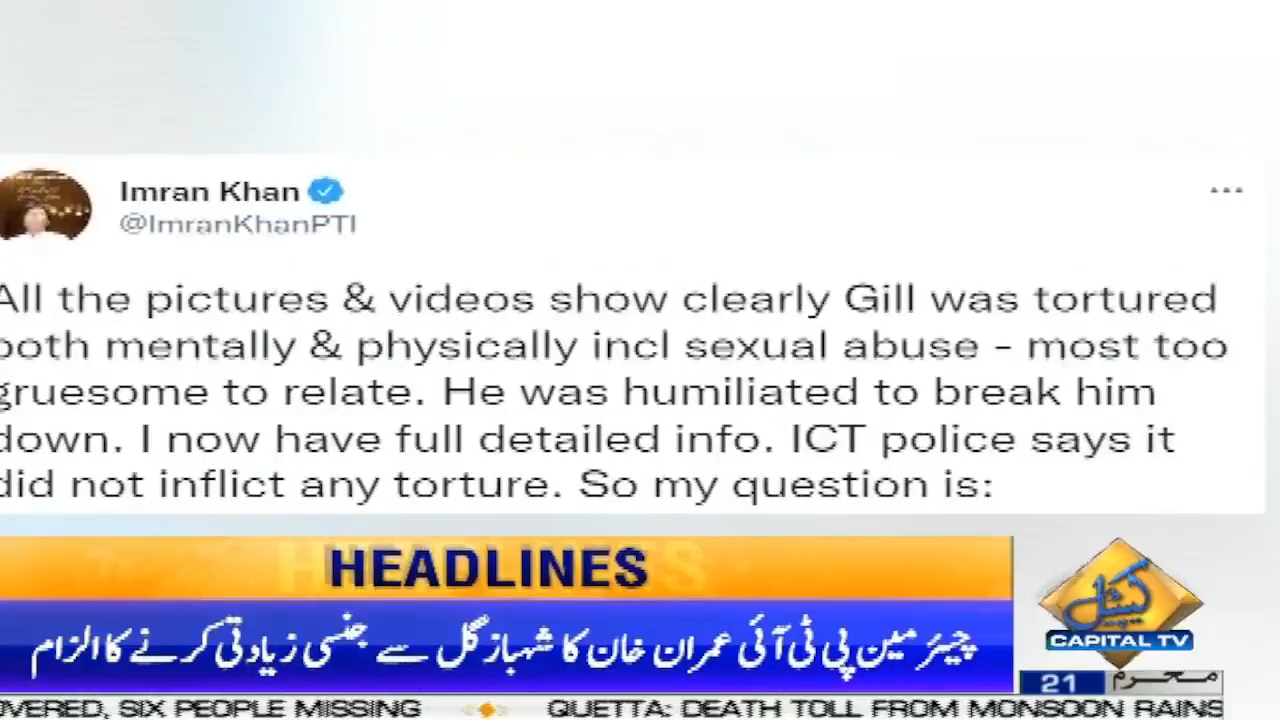 Imran Khan
@ImranKhanPTI
All the pictures & videos show clearly Gill was tortured
both mentally & physically incl sexual abuse - most too
gruesome to relate. He was humiliated to break him
down. I now have full detailed info. ICT police says it
did not inflict any torture. So my question is:
HEADLINES
چیئرمین پی ٹی آئی عمران خان کا شہباز گل سے جنسی زیادتی کرنے کا الزام
کیپیٹل
CAPITAL TV
21 محرم
OVERED, SIX PEOPLE MISSING QUETTA: DEATH TOLL FROM MONSOON RAINS